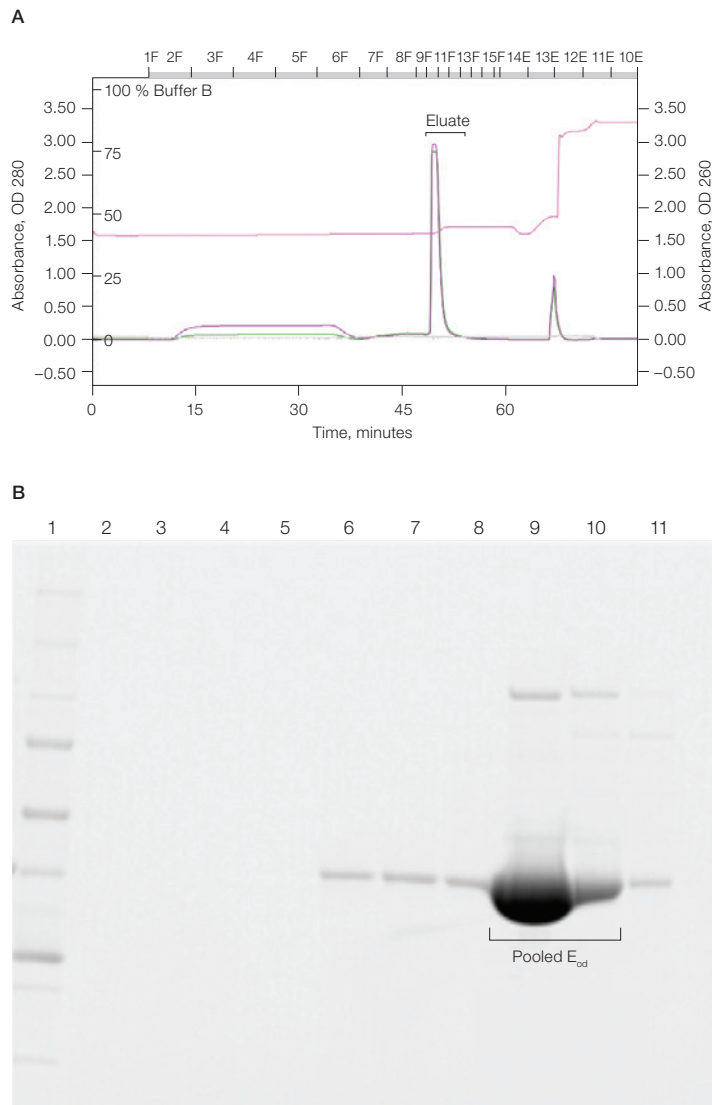 A
1F 2F 3F 4F 5F 6F 7F 8F 9F 11F 13F 15F 14E 13E 12E 11E 10E
100 % Buffer B
75
50
25
0
Eluate
3.50
3.00
2.50
2.00
1.50
1.00
0.50
0.00
–0.50
Absorbance, OD 280
3.50
3.00
2.50
2.00
1.50
1.00
0.50
0.00
–0.50
Absorbance, OD 260
0 15 30 45 60
Time, minutes
B
1 2 3 4 5 6 7 8 9 10 11
Pooled Eod